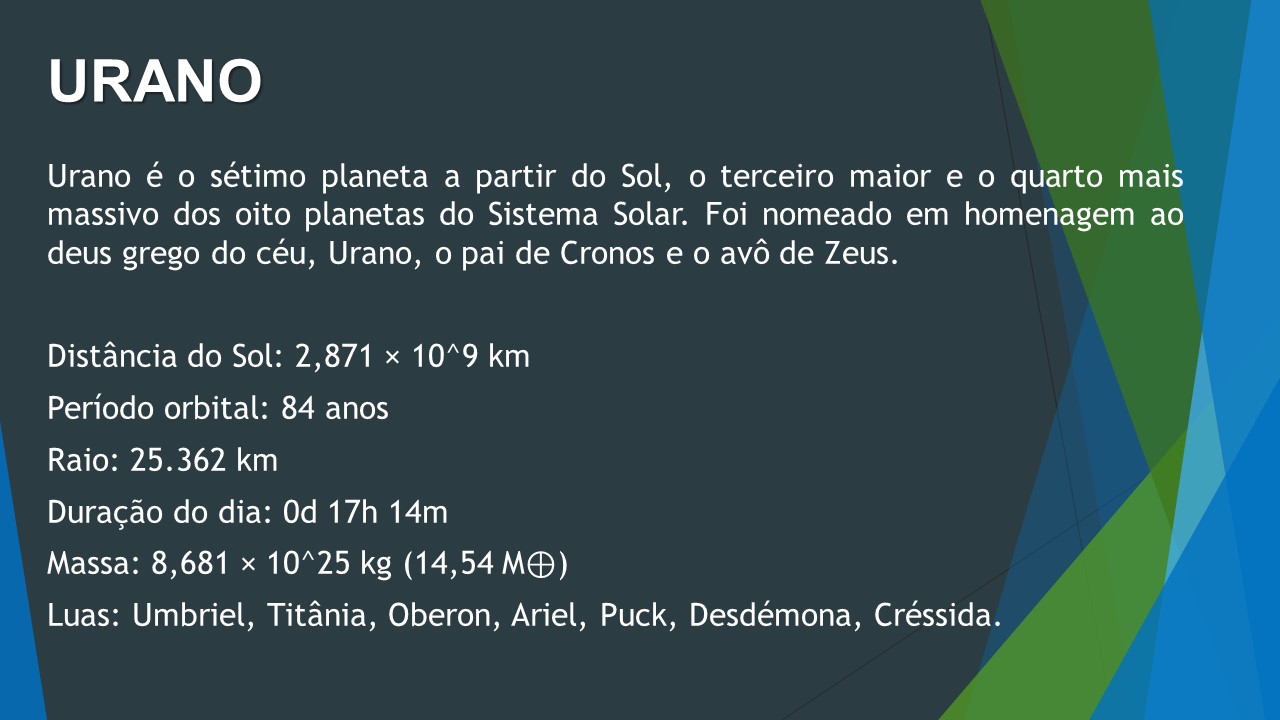 URANO
Urano é o sétimo planeta a partir do Sol, o terceiro maior e o quarto mais
massivo dos oito planetas do Sistema Solar. Foi nomeado em homenagem ao
deus grego do céu, Urano, o pai de Cronos e o avô de Zeus.
Distância do Sol: 2,871 × 10^9 km
Período orbital: 84 anos
Raio: 25.362 km
Duração do dia: 0d 17h 14m
Massa: 8,681 × 10^25 kg (14,54 M⊕)
Luas: Umbriel, Titânia, Oberon, Ariel, Puck, Desdémona, Créssida.